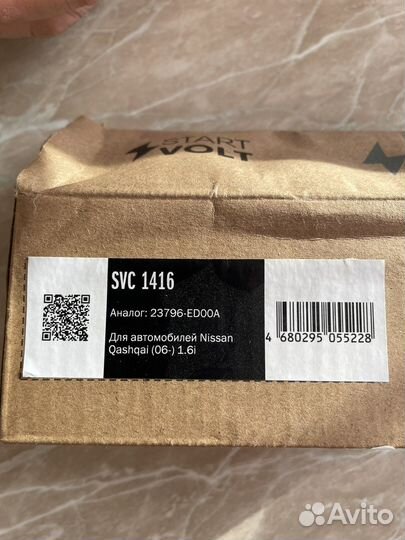 START
VOLT
SVC 1416
Аналог: 23796-ED00A
Для автомобилей Nissan
Qashqai (06-) 1.6i
4 680295 055228
Avito